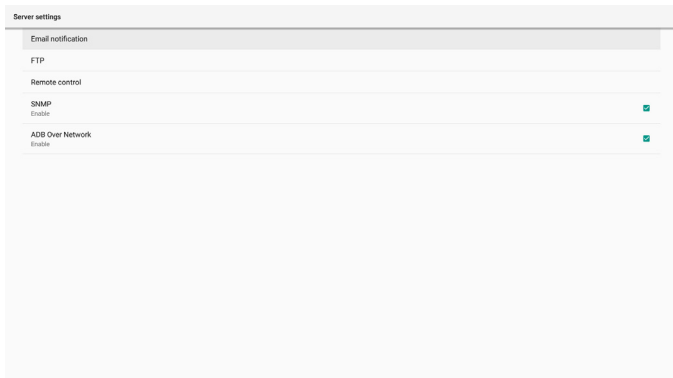 Server settings
Email notification
FTP
Remote control
SNMP
Enable
ADB Over Network
Enable